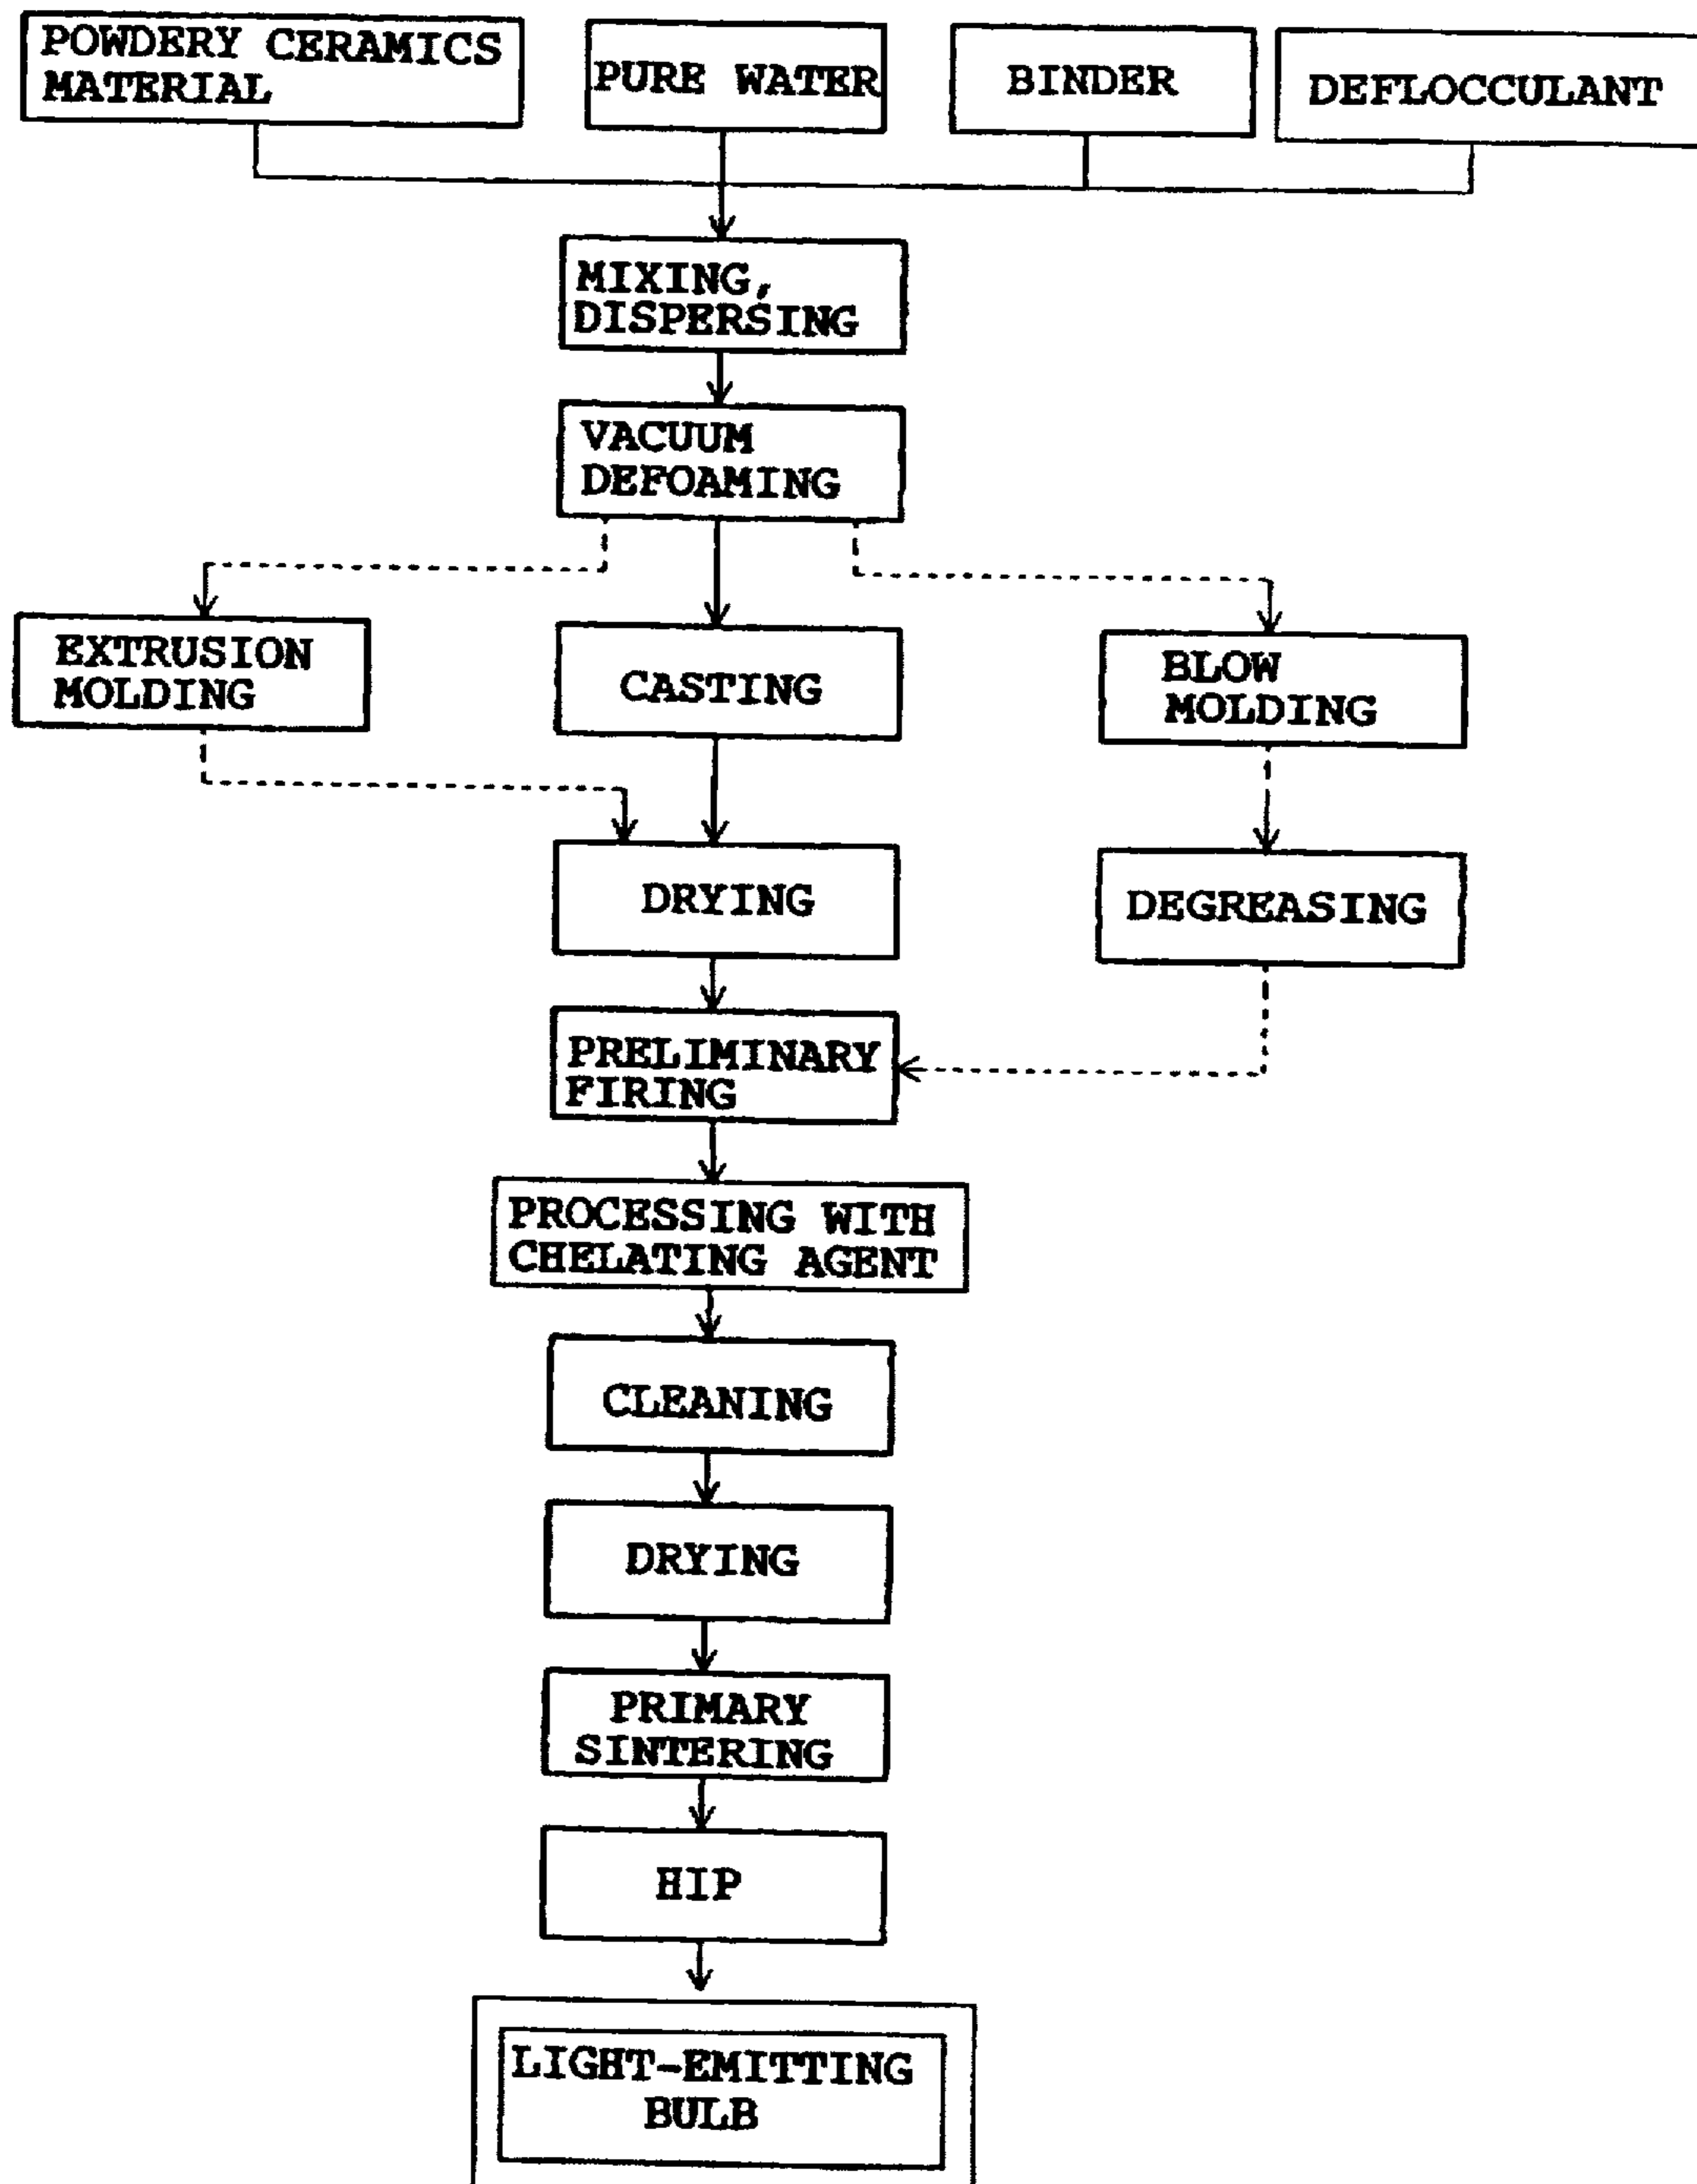 POWDERY CERAMICS
MATERIAL
PURE WATER
BINDER
DEFLOCCULANT
MIXING,
DISPERSING
VACUUM
DEFOAMING
EXTRUSION
MOLDING
CASTING
BLOW
MOLDING
DRYING
DEGREASING
PRELIMINARY
FIRING
PROCESSING WITH
CHELATING AGENT
CLEANING
DRYING
PRIMARY
SINTERING
HIP
LIGHT-EMITTING
BULB